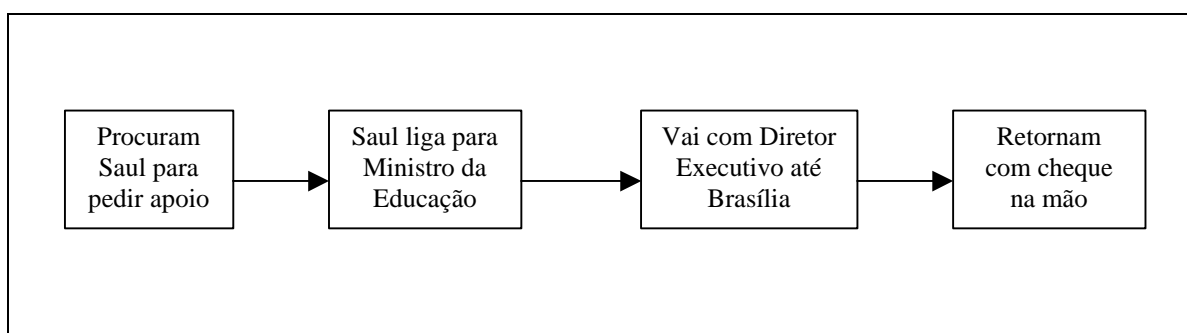 Procuram
Saul para
pedir apoio
Saul liga para
Ministro da
Educação
Vai com Diretor
Executivo até
Brasília
Retornam
com cheque
na mão